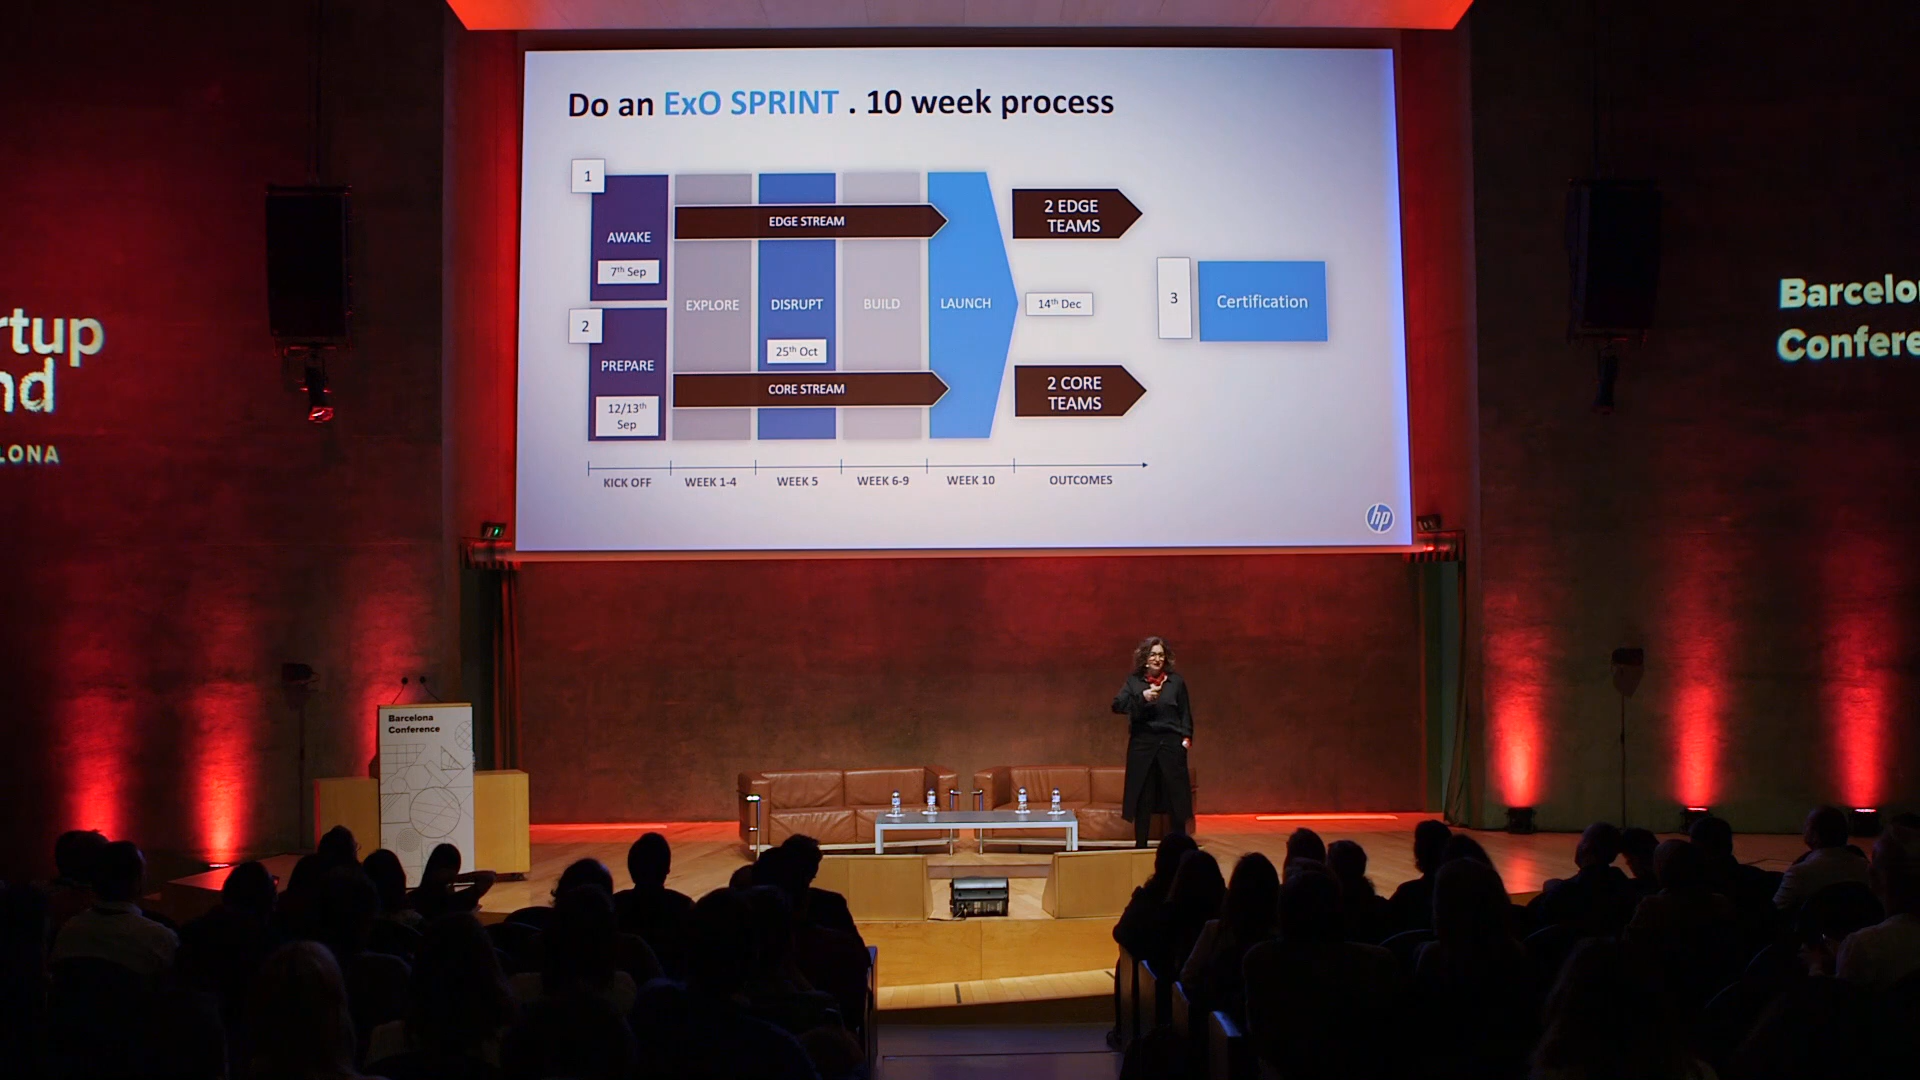 Do an ExO SPRINT . 10 week process
1
AWAKE
7th Sep
2
PREPARE
12/13th
Sep
EDGE STREAM
EXPLORE
DISRUPT
BUILD
LAUNCH
25th Oct
CORE STREAM
2 EDGE
TEAMS
14th Dec
2 CORE
TEAMS
3
Certification
KICK OFF
WEEK 1-4
WEEK 5
WEEK 6-9
WEEK 10
OUTCOMES
hp
rtup
nd
LONA
Barcelo
Confere
Barcelona
Conference